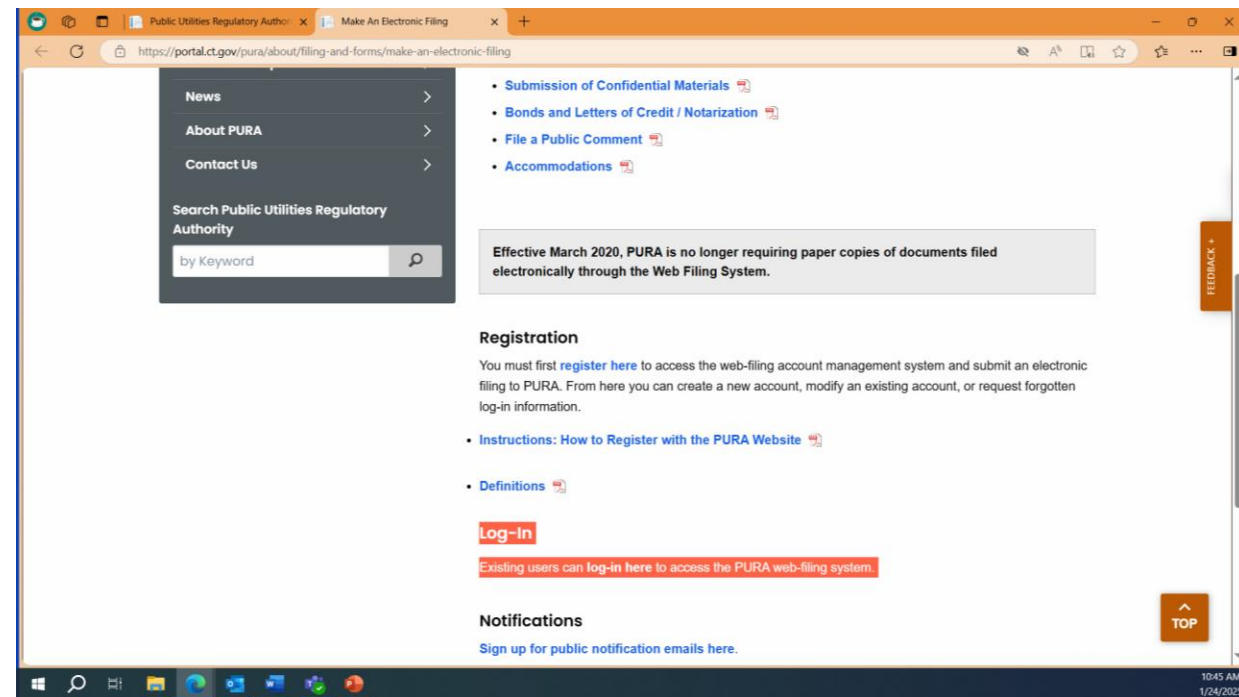 Public Utilities Regulatory Author
Make An Electronic Filing
https://portal.ct.gov/pura/about/filing-and-forms/make-an-electronic-filing
News
About PURA
Contact Us
Search Public Utilities Regulatory
Authority
by Keyword
Submission of Confidential Materials
Bonds and Letters of Credit / Notarization
File a Public Comment
Accommodations
Effective March 2020, PURA is no longer requiring paper copies of documents filed
electronically through the Web Filing System.
Registration
You must first register here to access the web-filing account management system and submit an electronic
filing to PURA. From here you can create a new account, modify an existing account, or request forgotten
log-in information.
Instructions: How to Register with the PURA Website
Definitions
Log-In
Existing users can log-in here to access the PURA web-filing system.
Notifications
Sign up for public notification emails here.
FEEDBACK +
TOP
10:45 AM
1/24/202